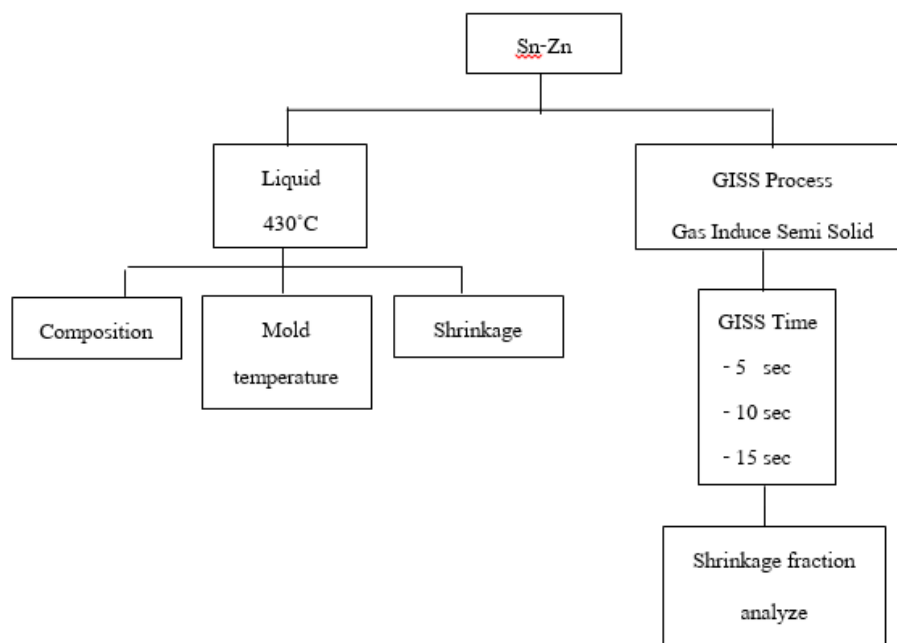 Sn-Zn
Liquid
430˚C
GISS Process
Gas Induce Semi Solid
Composition
Mold
temperature
Shrinkage
GISS Time
- 5 sec
- 10 sec
- 15 sec
Shrinkage fraction
analyze